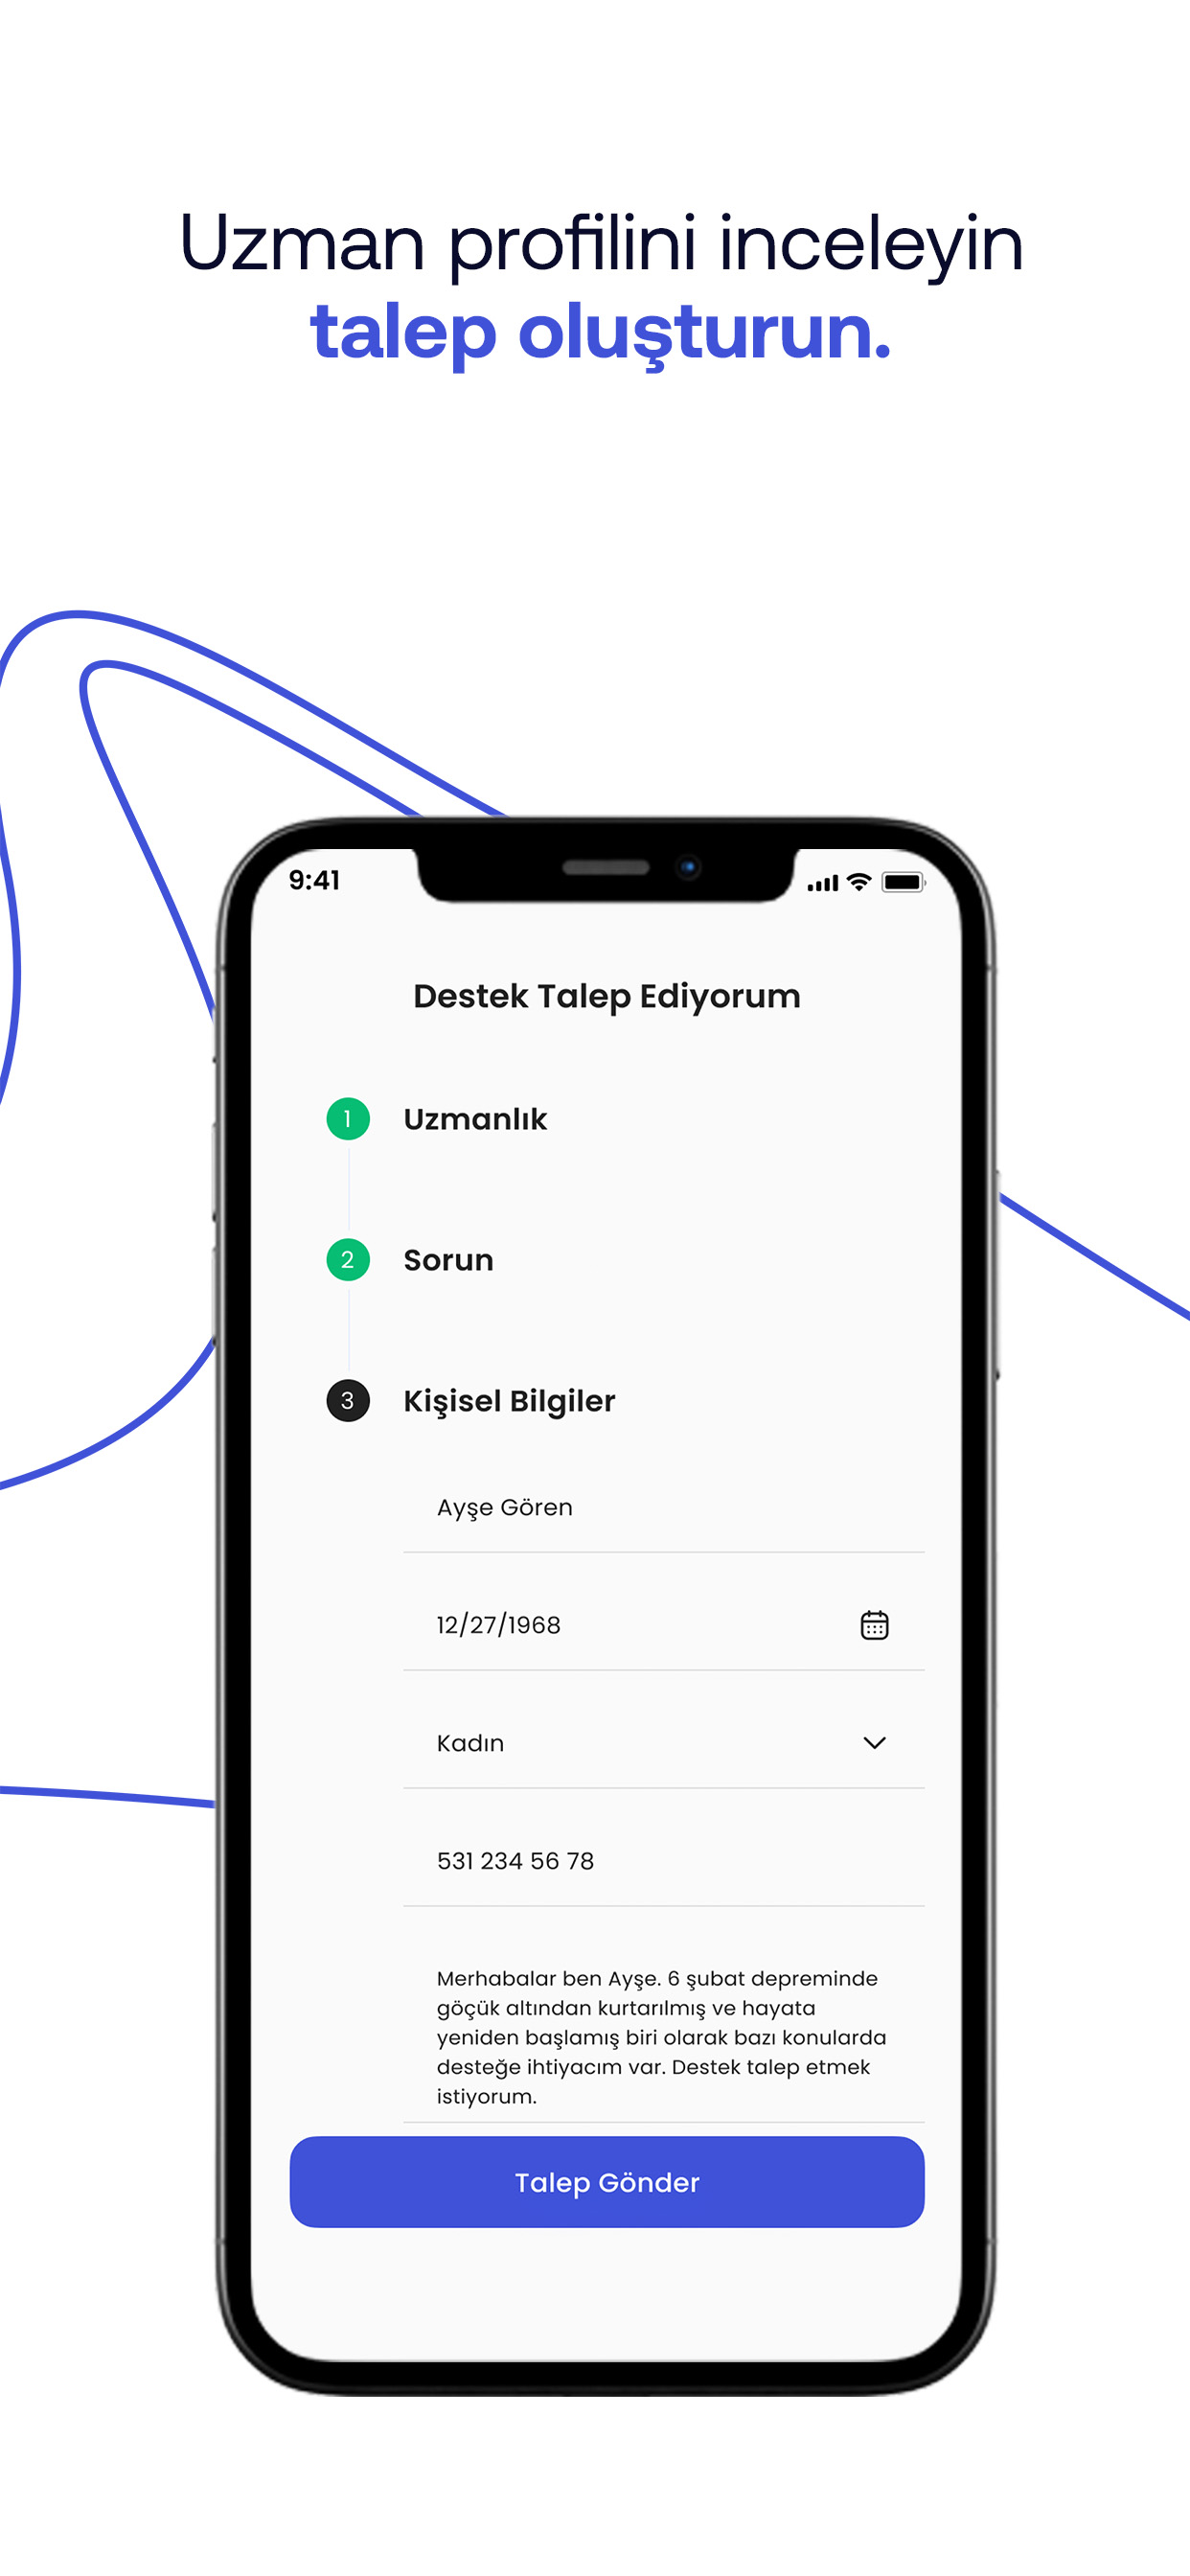 Uzman profilini inceleyin
talep oluşturun.
9:41
Destek Talep Ediyorum
1 Uzmanlık
2 Sorun
3 Kişisel Bilgiler
Ayşe Gören
12/27/1968
Kadın
531 234 56 78
Merhabalar ben Ayşe. 6 şubat depreminde
göçük altından kurtarılmış ve hayata
yeniden başlamış biri olarak bazı konularda
desteğe ihtiyacım var. Destek talep etmek
istiyorum.
Talep Gönder